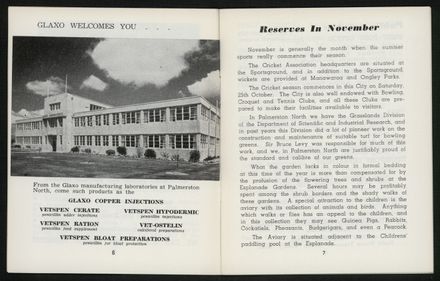 GLAXO WELCOMES YOU . . .
From the Glaxo manufacturing laboratories at Palmerston
North, come such products as the
GLAXO COPPER INJECTIONS
VETSPEN CERATE
penicillin udder injections
VETSPEN HYPODERMIC
penicillin injections
VETSPEN RATION
penicillin feed supplement
VET-OSTELIN
calciferol preparations
VETSPEN BLOAT PREPARATIONS
penicillin for bloat protection
6
Reserves In November
November is generally the month when the summer
sports really commence their season.
The Cricket Association headquarters are situated at
the Sportsground, and in addition to the Sportsground,
wickets are provided at Manawaroa and Ongley Parks.
The Cricket season commences in this City on Saturday,
25th October. The City is also well endowed with Bowling,
Croquet and Tennis Clubs, and all these Clubs are pre-
pared to make their facilities available to visitors.
In Palmerston North we have the Grasslands Division
of the Department of Scientific and Industrial Research, and
in past years this Division did a lot of pioneer work on the
construction and maintenance of suitable turf for bowling
greens. Sir Bruce Levy was responsible for much of this
work, and we, in Palmerston North are justifiably proud of
the standard and calibre of our greens.
What the garden lacks in colour in formal bedding
at this time of the year is more than compensated for by
the profusion of the flowering trees and shrubs at the
Esplanade Gardens. Several hours may be profitably
spent among the shrub borders and the shady walks of
these gardens. A special attraction to the children is the
aviary with its collection of animals and birds. Anything
which walks or flies has an appeal to the children, and
in this collection they may see Guinea Pigs, Rabbits,
Cockatiels, Pheasants, Budgerigars, and even a Peacock.
The Aviary is situated adjacent to the Childrens'
paddling pool at the Esplanade.
7